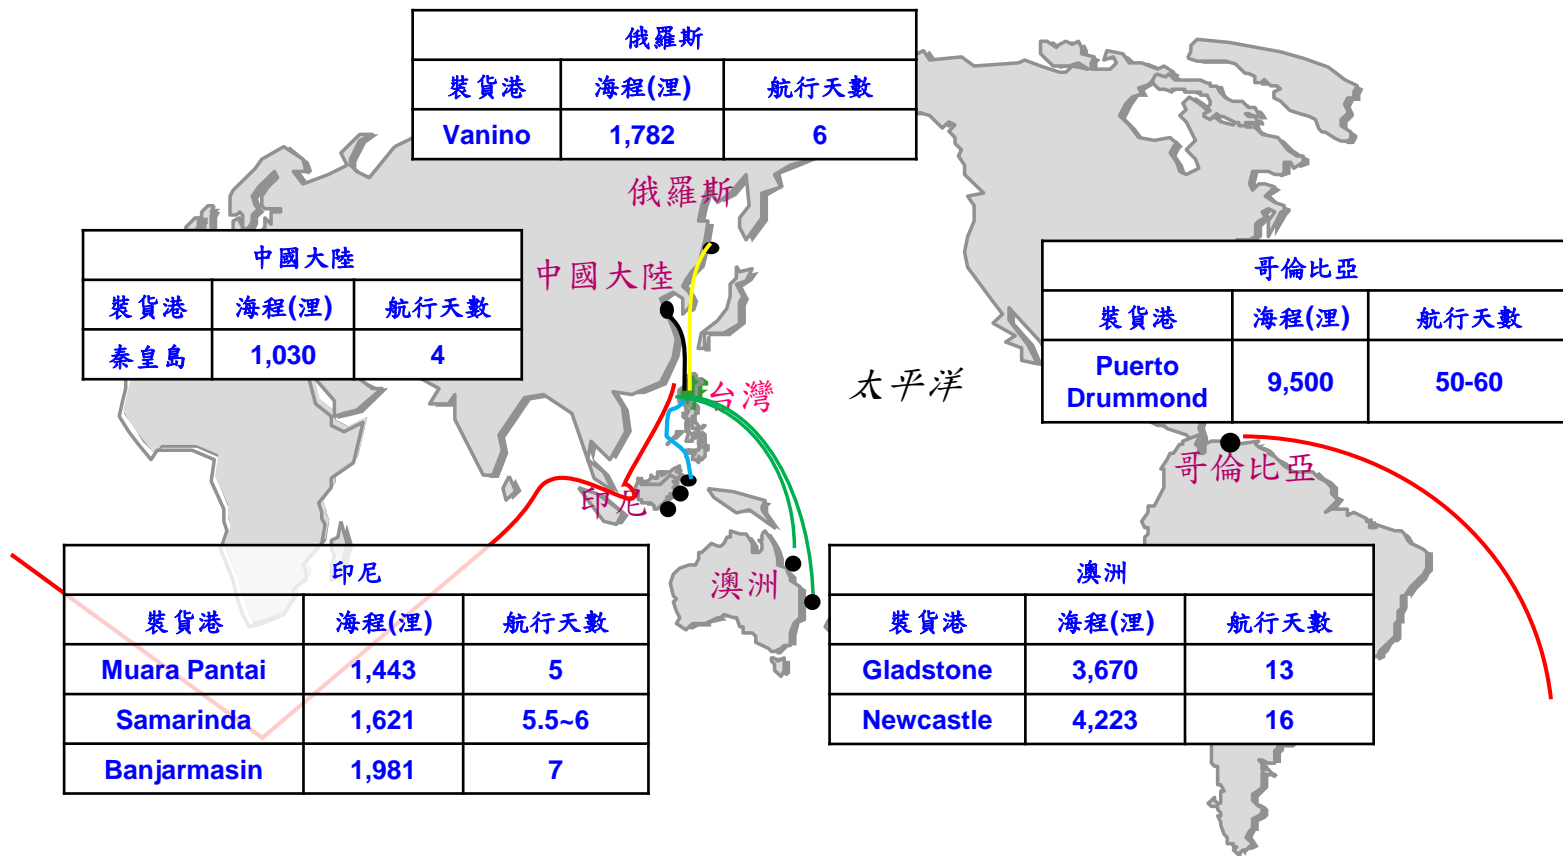 俄羅斯
裝貨港 海程(浬) 航行天數
Vanino 1,782 6
俄羅斯
中國大陸
裝貨港 海程(浬) 航行天數
秦皇島 1,030 4
中國大陸
哥倫比亞
裝貨港 海程(浬) 航行天數
Puerto
Drummond 9,500 50-60
台灣
太平洋
哥倫比亞
印尼
印尼
裝貨港 海程(浬) 航行天數
Muara Pantai 1,443 5
Samarinda 1,621 5.5~6
Banjarmasin 1,981 7
澳洲
澳洲
裝貨港 海程(浬) 航行天數
Gladstone 3,670 13
Newcastle 4,223 16